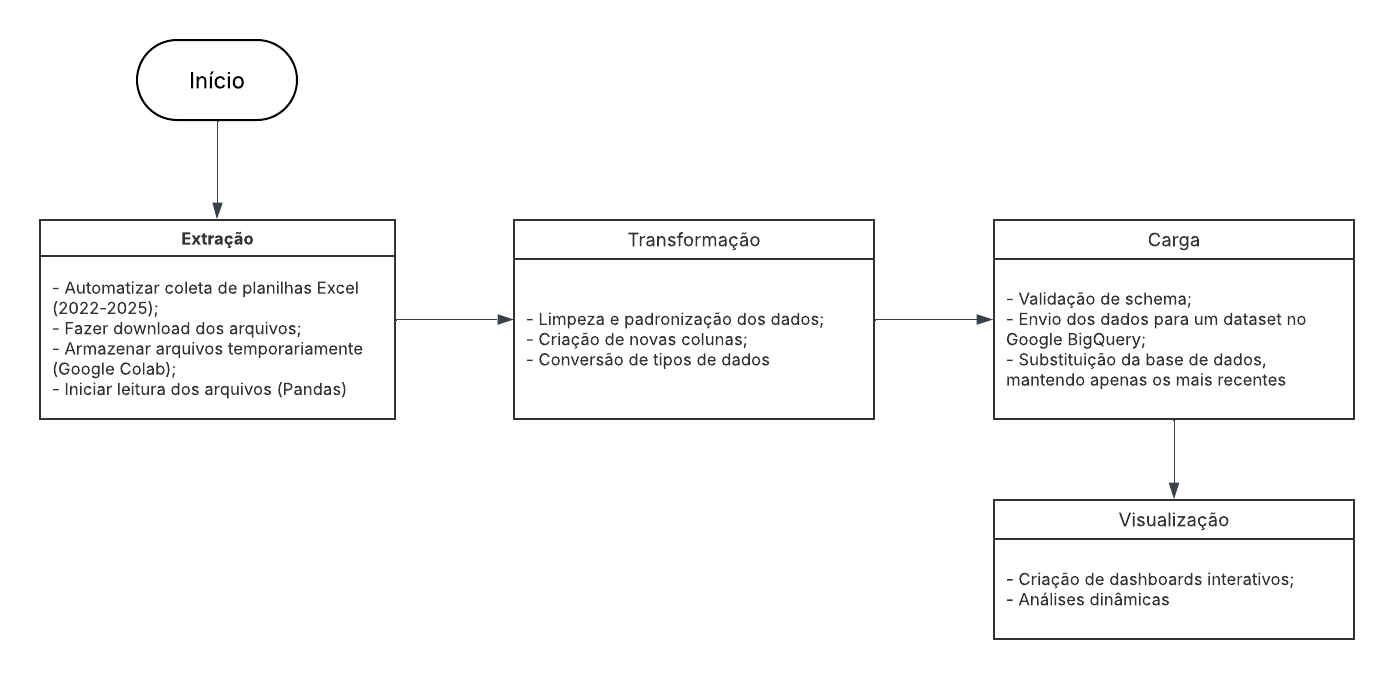 Início
Extração
- Automatizar coleta de planilhas Excel
(2022-2025);
- Fazer download dos arquivos;
- Armazenar arquivos temporariamente
(Google Colab);
- Iniciar leitura dos arquivos (Pandas)
Transformação
- Limpeza e padronização dos dados;
- Criação de novas colunas;
- Conversão de tipos de dados
Carga
- Validação de schema;
- Envio dos dados para um dataset no
Google BigQuery;
- Substituição da base de dados,
mantendo apenas os mais recentes
Visualização
- Criação de dashboards interativos;
- Análises dinâmicas